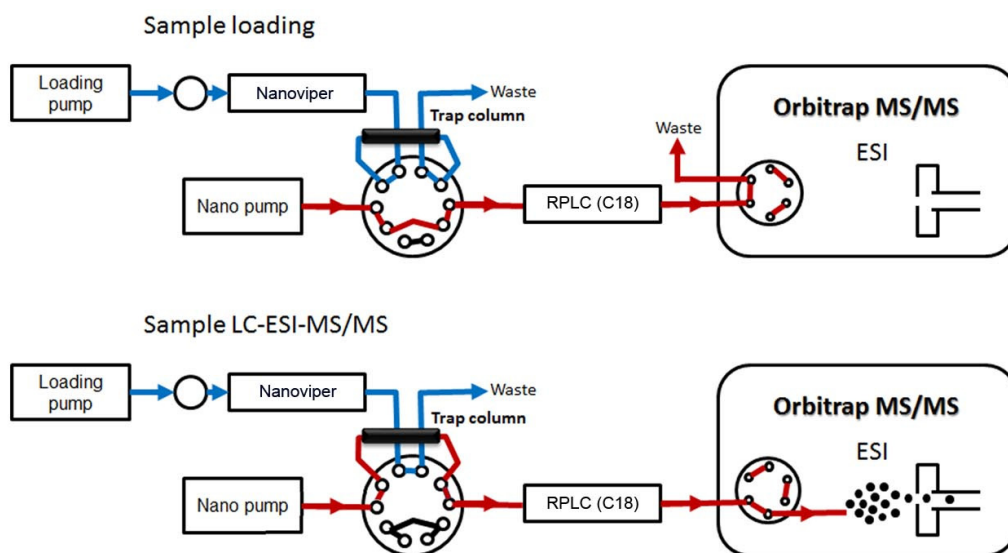 Sample loading
Loading
pump
Nanoviper
Waste
Trap column
Nano pump
RPLC (C18)
Waste
Orbitrap MS/MS
ESI
Sample LC-ESI-MS/MS
Loading
pump
Nanoviper
Waste
Trap column
Nano pump
RPLC (C18)
Orbitrap MS/MS
ESI